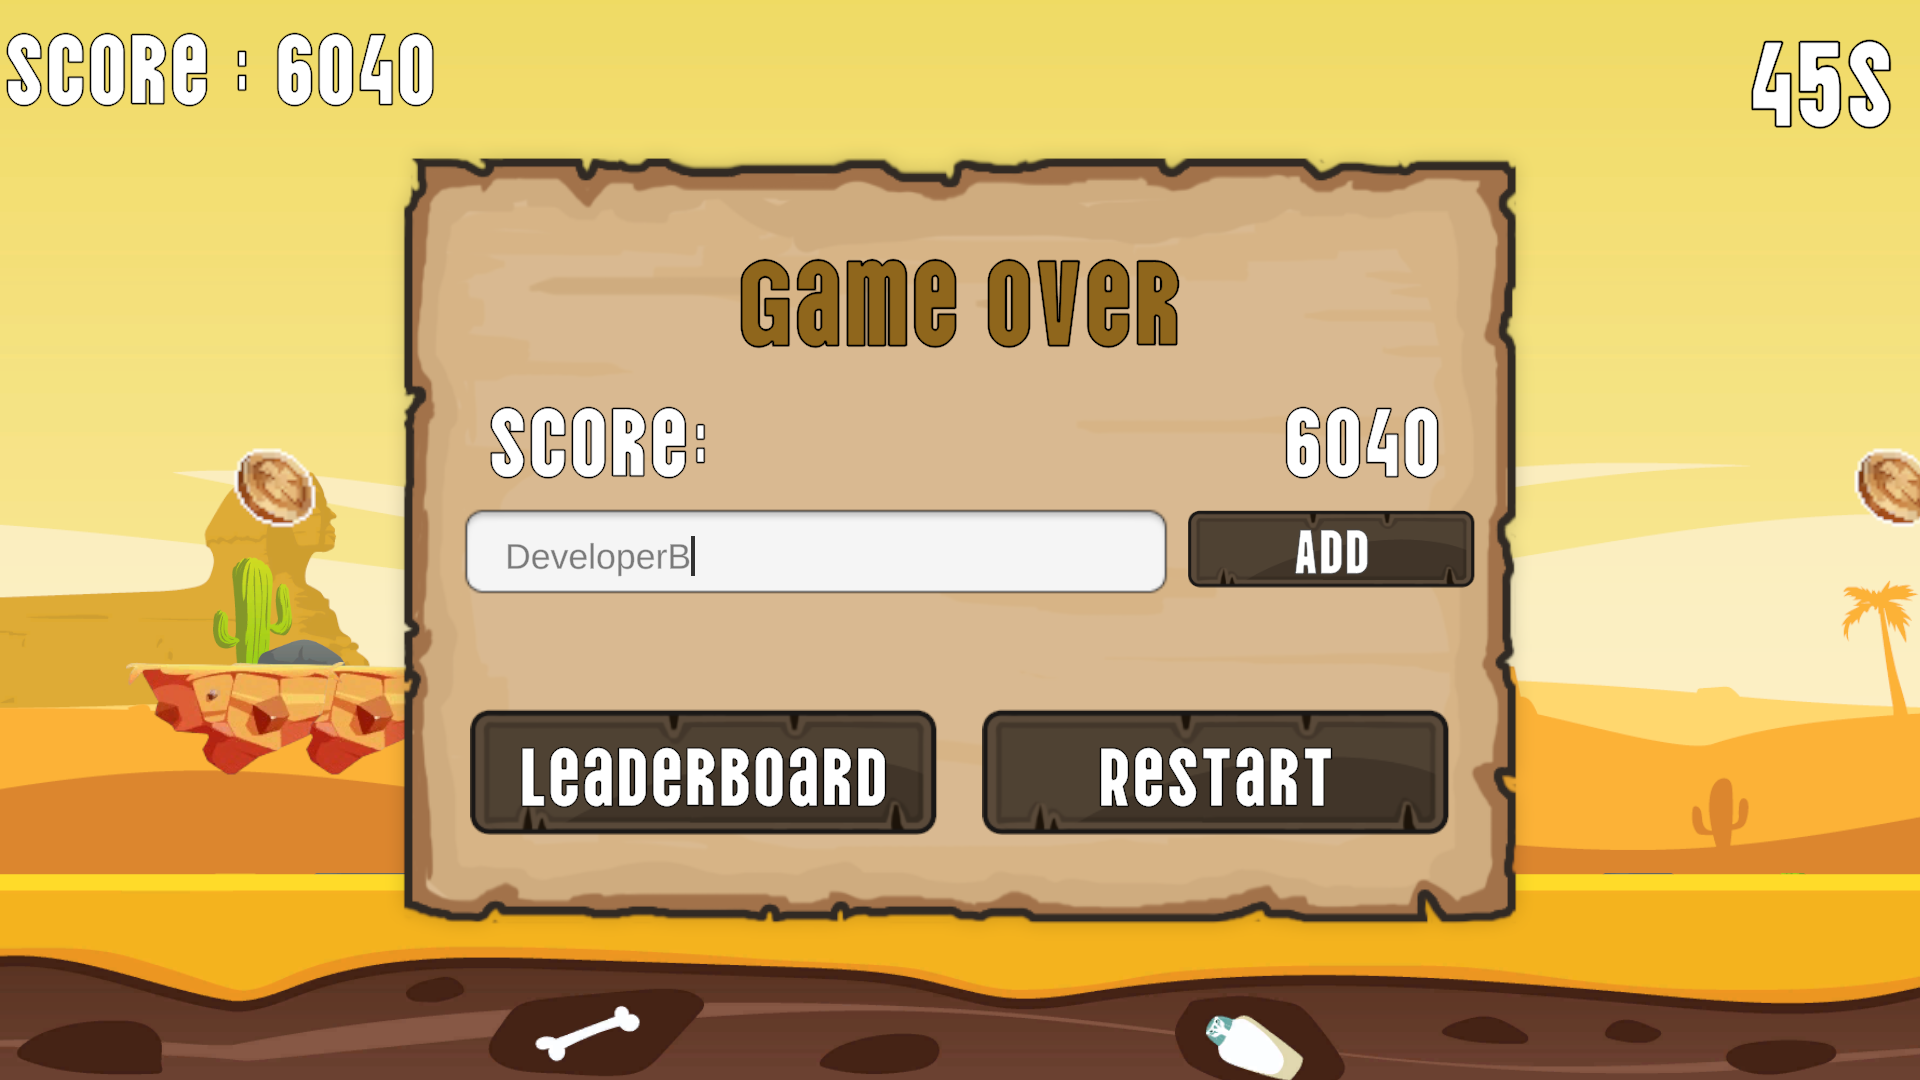 SCORE : 6040
45S
GAME OVER
SCORE:
6040
DeveloperB
ADD
LEADERBOARD
RESTART